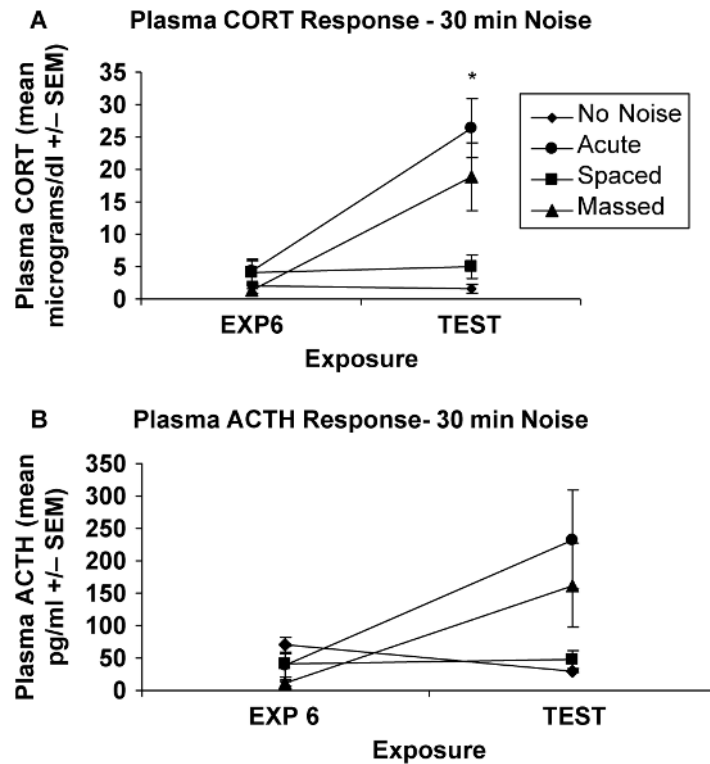 A Plasma CORT Response - 30 min Noise
Plasma CORT (mean
micrograms/dl +/– SEM)
35
30
25
20
15
10
5
0
*
EXP6 TEST
Exposure
No Noise
Acute
Spaced
Massed
B Plasma ACTH Response- 30 min Noise
Plasma ACTH (mean
pg/ml +/– SEM)
350
300
250
200
150
100
50
0
EXP 6 TEST
Exposure